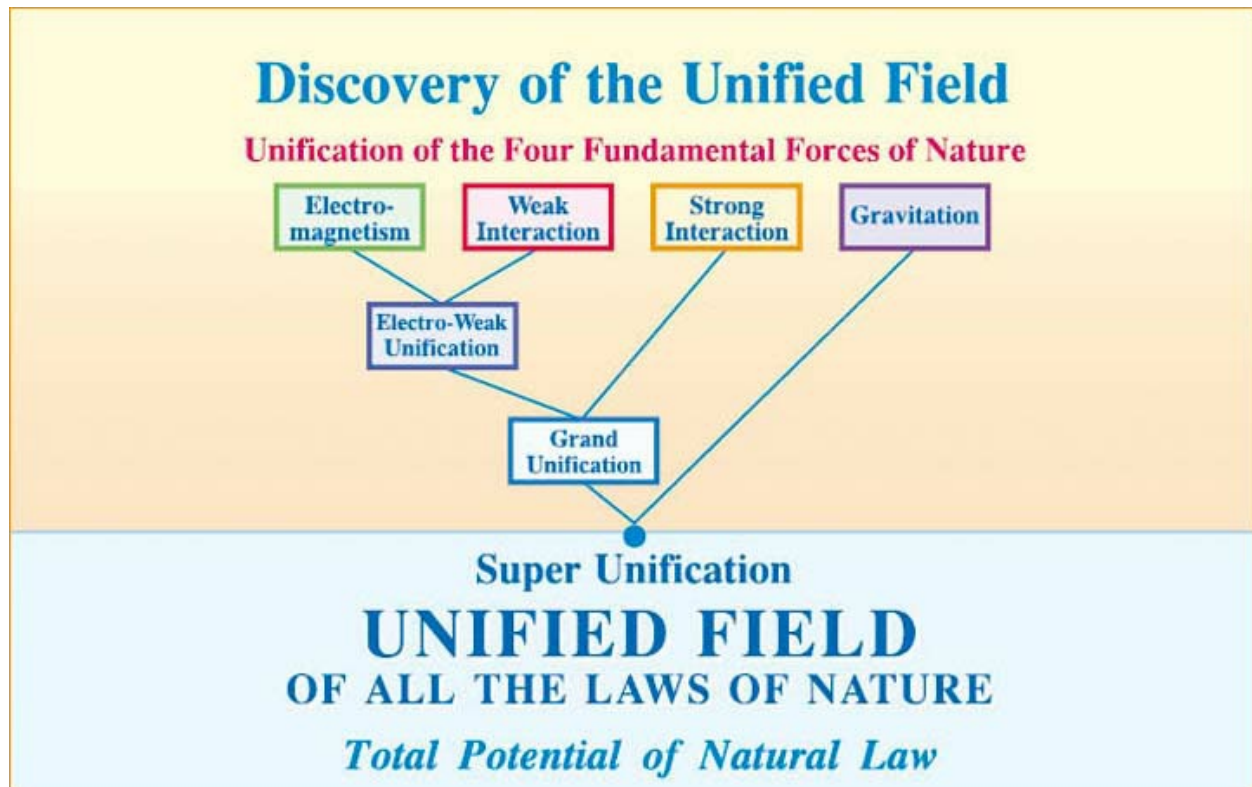 Discovery of the Unified Field
Unification of the Four Fundamental Forces of Nature
Electro-
magnetism
Weak
Interaction
Strong
Interaction
Gravitation
Electro-Weak
Unification
Grand
Unification
Super Unification
UNIFIED FIELD
OF ALL THE LAWS OF NATURE
Total Potential of Natural Law